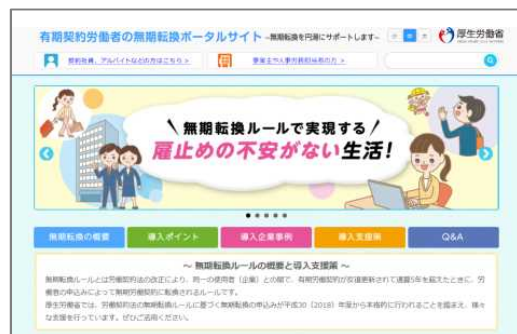 有期契約労働者の無期転換ポータルサイト ~無期転換を円滑にサポートします~
大
厚生労働省
契約社員、アルバイトなどの方はこちら >
事業主や人事労務担当者の方 >
無期転換ルールで実現する
雇止めの不安がない生活!
無期転換の概要
導入ポイント
導入企業事例
導入支援策
Q&A
~ 無期転換ルールの概要と導入支援策 ~
無期転換ルールとは労働契約法の改正により、同一の使用者(企業)との間で、有期労働契約が反復更新されて通算5年を超えたときに、労
働者の申込みによって無期労働契約に転換されるルールです。
厚生労働省では、労働契約法の無期転換ルールに基づく無期転換の申込みが平成30(2018)年度から本格的に行われることを踏まえ、様々
な支援を行っています。ぜひご活用ください。